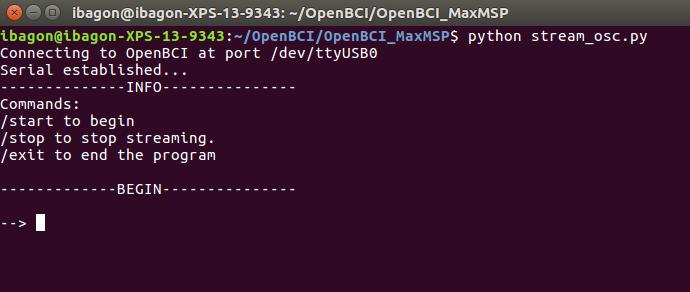 ibagon@ibagon-XPS-13-9343: ~/OpenBCI/OpenBCI_MaxMSP
ibagon@ibagon-XPS-13-9343:~/OpenBCI/OpenBCI_MaxMSP$ python stream_osc.py
Connecting to OpenBCI at port /dev/ttyUSB0
Serial established...
--------------INFO---------------
Commands:
/start to begin
/stop to stop streaming.
/exit to end the program
-------------BEGIN---------------
-->